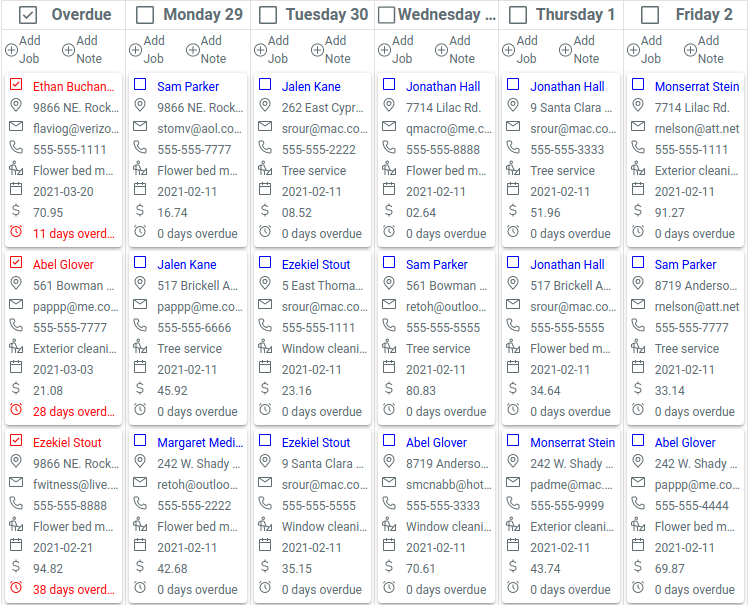 Overdue
Add Job
Add Note
Ethan Buchan...
9866 NE. Rock...
flaviog@verizo...
555-555-1111
Flower bed m...
2021-03-20
70.95
11 days overd...
Abel Glover
561 Bowman ...
pappp@me.co...
555-555-7777
Exterior cleani...
2021-03-03
21.08
28 days overd...
Ezekiel Stout
9866 NE. Rock...
fwitness@live....
555-555-8888
Flower bed m...
2021-02-21
94.82
38 days overd...
Monday 29
Add Job
Add Note
Sam Parker
9866 NE. Rock...
stomv@aol.co...
555-555-7777
Flower bed m...
2021-02-11
16.74
0 days overdue
Jalen Kane
517 Brickell A...
pappp@me.co...
555-555-6666
Tree service
2021-02-11
45.92
0 days overdue
Margaret Medi...
242 W. Shady ...
retoh@outloo...
555-555-2222
Flower bed m...
2021-02-11
42.68
0 days overdue
Tuesday 30
Add Job
Add Note
Jalen Kane
262 East Cypr...
srour@mac.co...
555-555-2222
Tree service
2021-02-11
08.52
0 days overdue
Ezekiel Stout
5 East Thoma...
srour@mac.co...
555-555-1111
Window cleani...
2021-02-11
23.16
0 days overdue
Ezekiel Stout
9 Santa Clara ...
srour@mac.co...
555-555-5555
Window cleani...
2021-02-11
35.15
0 days overdue
Wednesday ...
Add Job
Add Note
Jonathan Hall
7714 Lilac Rd.
qmacro@me.c...
555-555-8888
Flower bed m...
2021-02-11
02.64
0 days overdue
Sam Parker
561 Bowman ...
retoh@outloo...
555-555-5555
Tree service
2021-02-11
80.83
0 days overdue
Abel Glover
8719 Anderso...
smcnabb@hot...
555-555-3333
Window cleani...
2021-02-11
70.61
0 days overdue
Thursday 1
Add Job
Add Note
Jonathan Hall
9 Santa Clara ...
srour@mac.co...
555-555-3333
Tree service
2021-02-11
51.96
0 days overdue
Jonathan Hall
517 Brickell A...
srour@mac.co...
555-555-5555
Flower bed m...
2021-02-11
34.64
0 days overdue
Monserrat Stein
242 W. Shady ...
padme@mac....
555-555-9999
Exterior cleani...
2021-02-11
43.74
0 days overdue
Friday 2
Add Job
Add Note
Monserrat Stein
7714 Lilac Rd.
rnelson@att.net
555-555-1111
Exterior cleani...
2021-02-11
91.27
0 days overdue
Sam Parker
8719 Anderso...
rnelson@att.net
555-555-7777
Tree service
2021-02-11
33.14
0 days overdue
Abel Glover
242 W. Shady ...
pappp@me.co...
555-555-4444
Flower bed m...
2021-02-11
69.87
0 days overdue